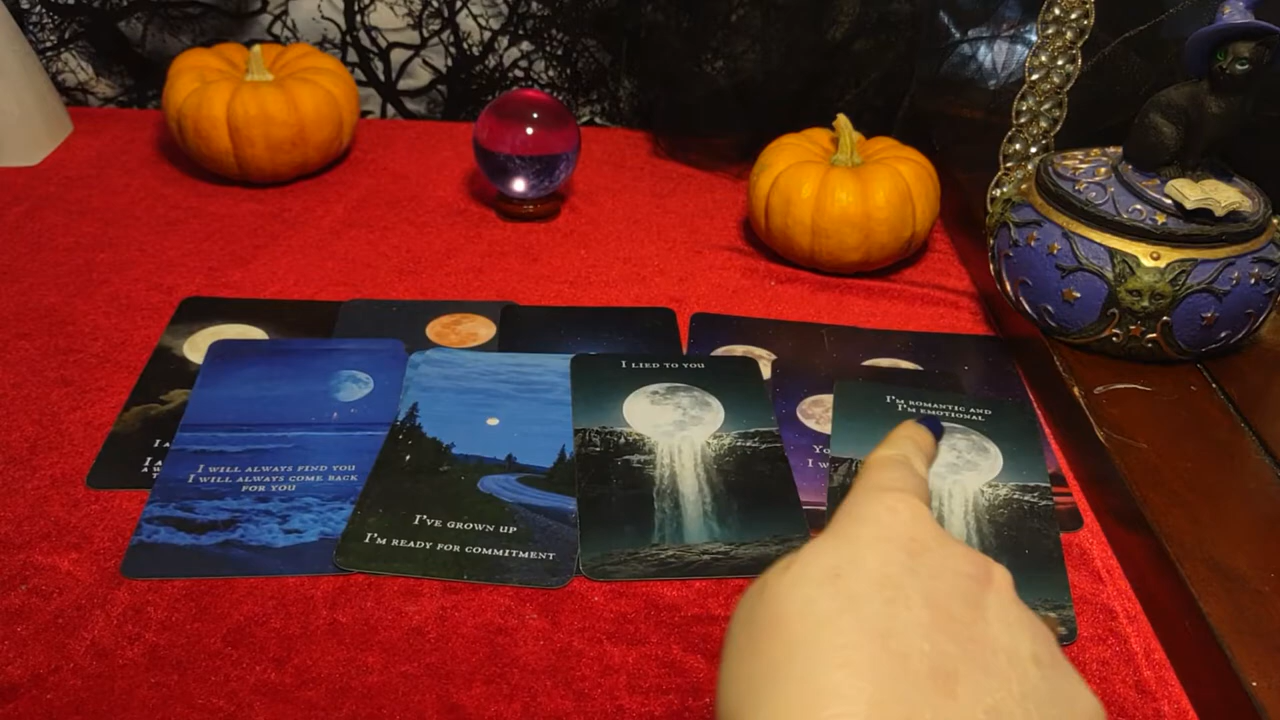 I LIED TO YOU
I'M ROMANTIC AND
I'M EMOTIONAL
I WILL ALWAYS FIND YOU
I WILL ALWAYS COME BACK
FOR YOU
I'VE GROWN UP
I'M READY FOR COMMITMENT